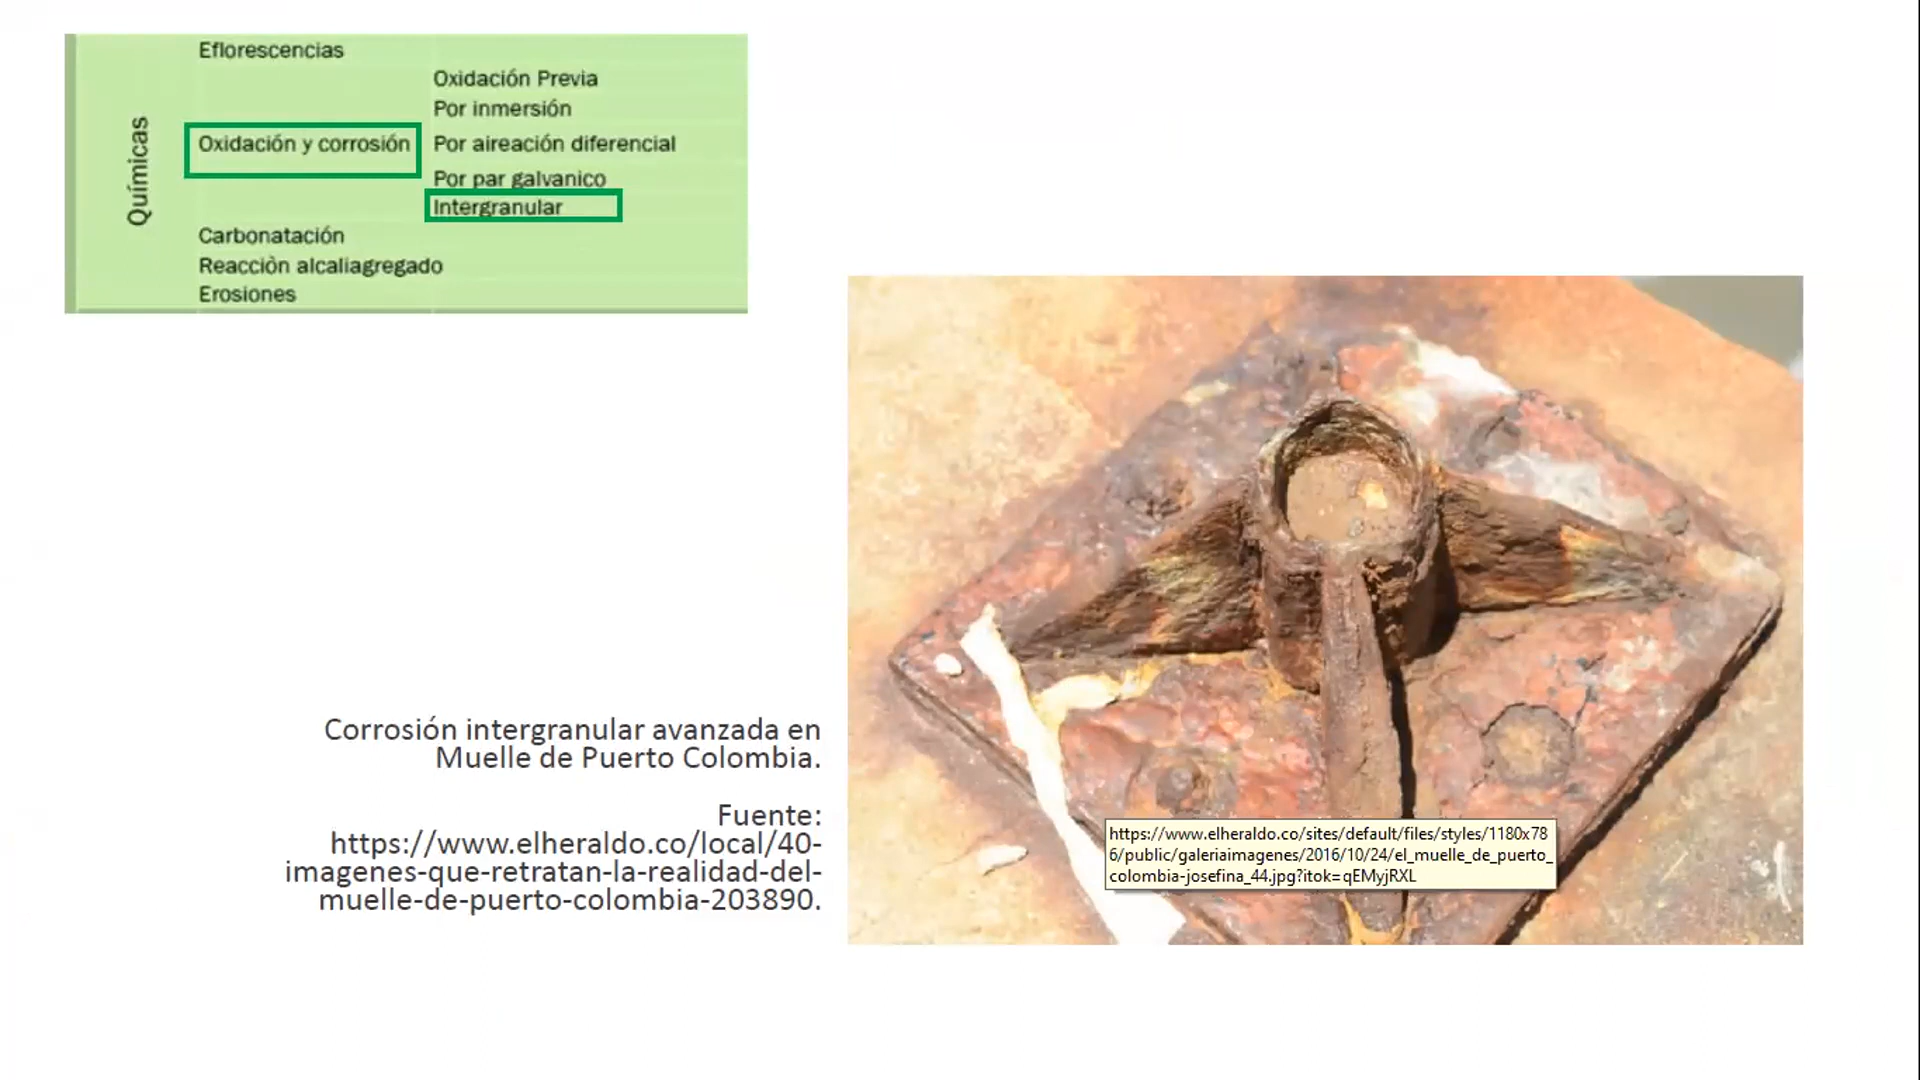 Eflorescencias
Oxidación Previa
Por inmersión
Químicas
Oxidación y corrosión
Por aireación diferencial
Por par galvanico
Intergranular
Carbonatación
Reacciòn alcaliagregado
Erosiones
Corrosión intergranular avanzada en
Muelle de Puerto Colombia.
Fuente:
https://www.elheraldo.co/local/40-
imagenes-que-retratan-la-realidad-del-
muelle-de-puerto-colombia-203890.
https://www.elheraldo.co/sites/default/files/styles/1180x78
6/public/galeriaimagenes/2016/10/24/el_muelle_de_puerto_
colombia-josefina_44.jpg?itok=qEMyjRXL